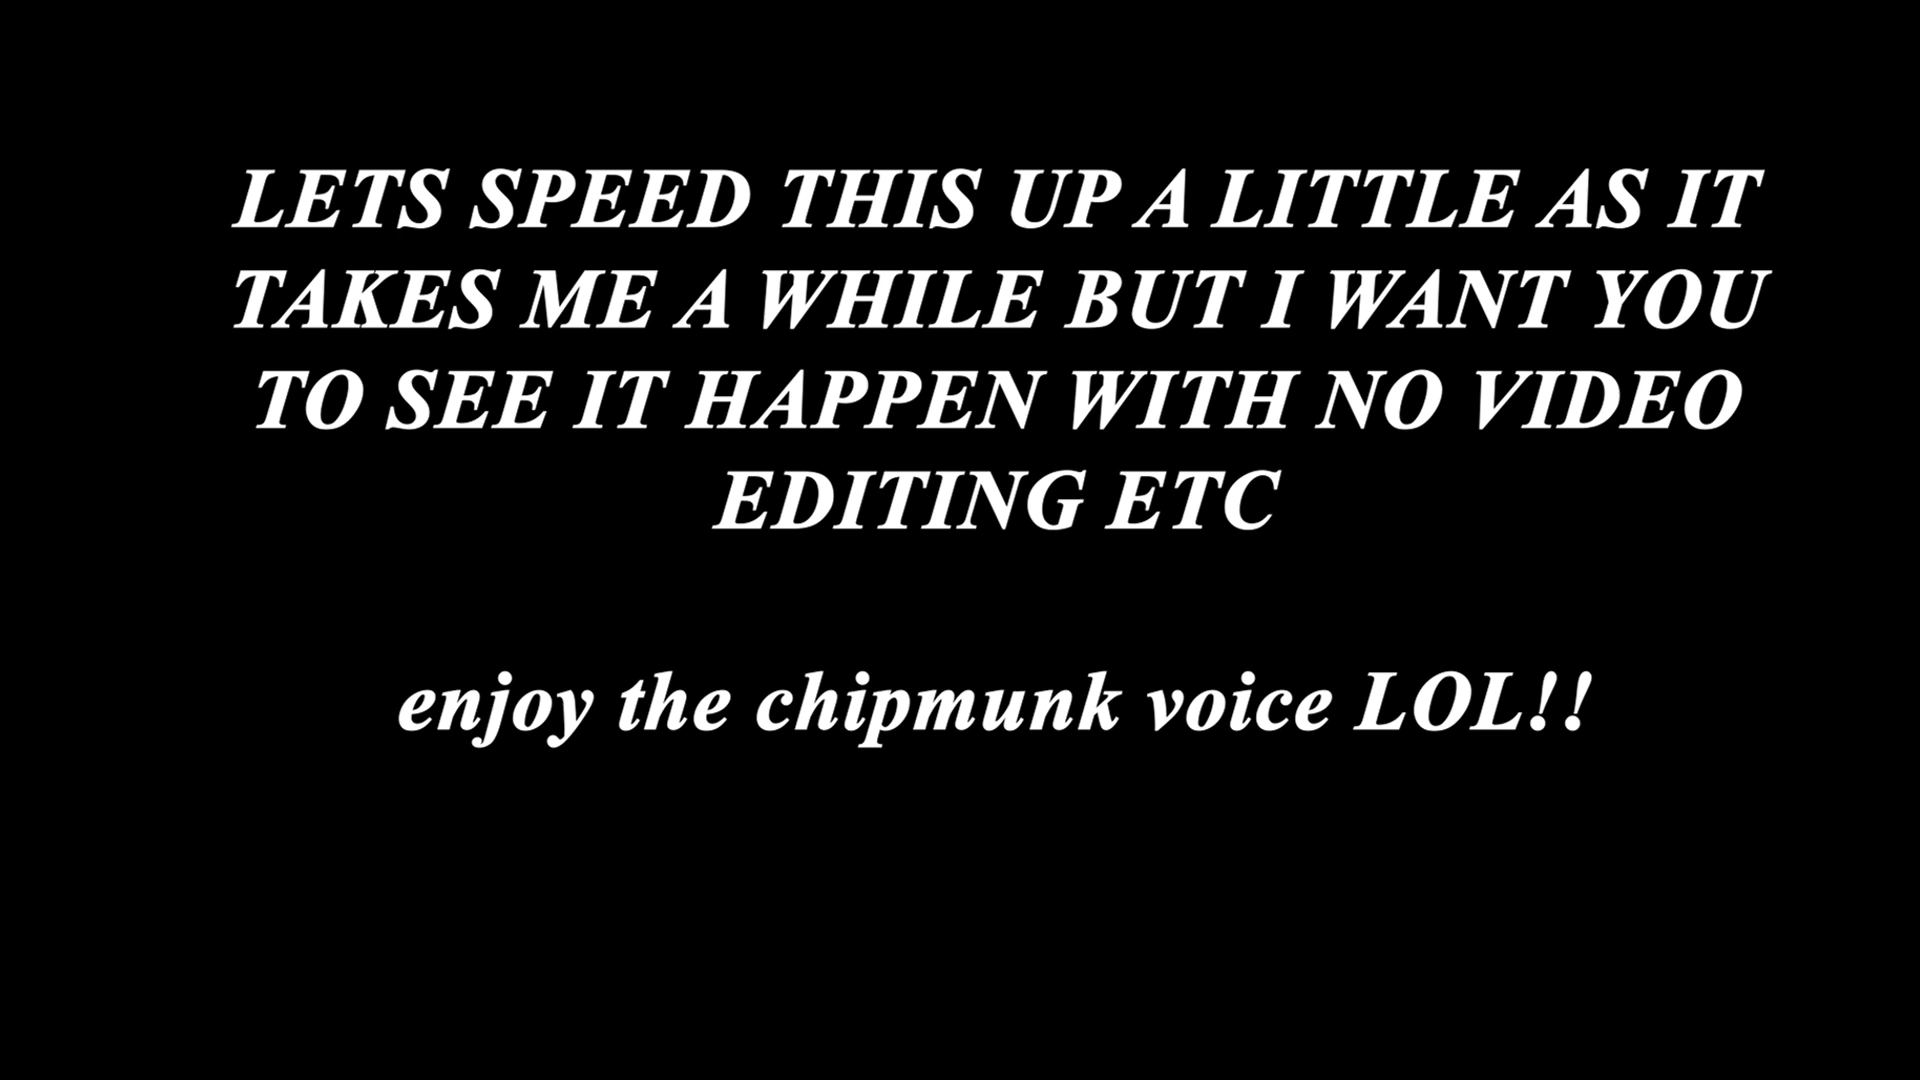 LETS SPEED THIS UP A LITTLE AS IT
TAKES ME A WHILE BUT I WANT YOU
TO SEE IT HAPPEN WITH NO VIDEO
EDITING ETC
enjoy the chipmunk voice LOL!!